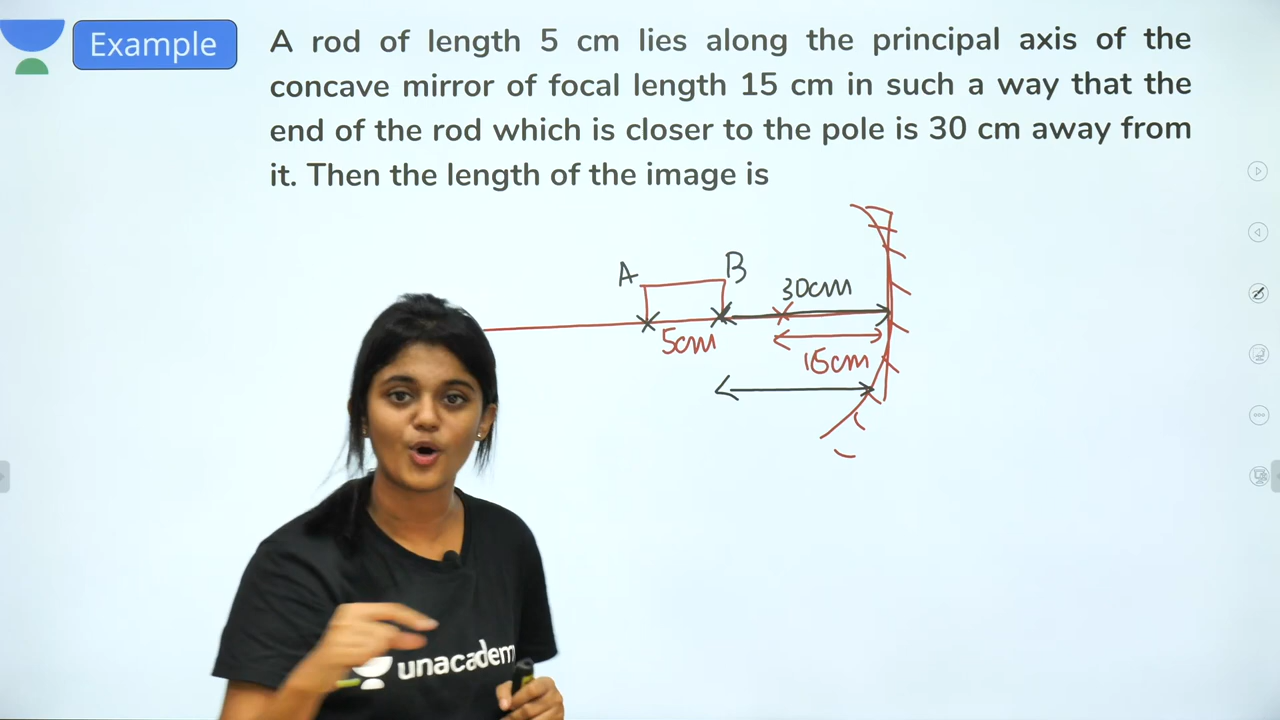 Example
A rod of length 5 cm lies along the principal axis of the
concave mirror of focal length 15 cm in such a way that the
end of the rod which is closer to the pole is 30 cm away from
it. Then the length of the image is
A B
30cm
5cm
15cm
unacadem